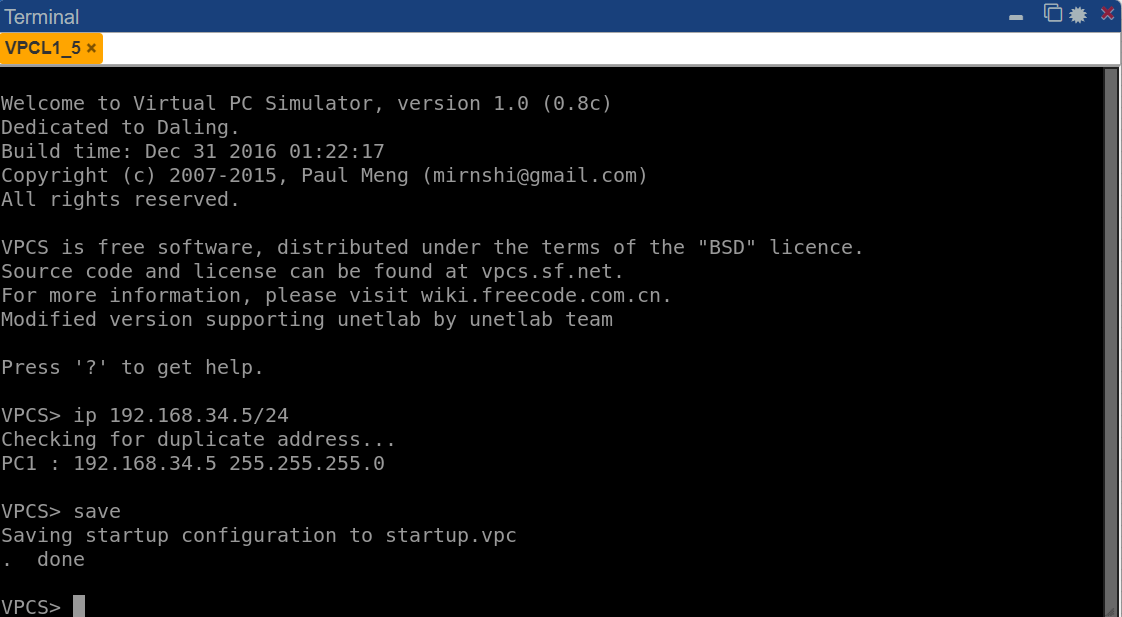 Terminal
VPCL1_5 ×
Welcome to Virtual PC Simulator, version 1.0 (0.8c)
Dedicated to Daling.
Build time: Dec 31 2016 01:22:17
Copyright (c) 2007-2015, Paul Meng (mirnshi@gmail.com)
All rights reserved.
VPCS is free software, distributed under the terms of the "BSD" licence.
Source code and license can be found at vpcs.sf.net.
For more information, please visit wiki.freecode.com.cn.
Modified version supporting unetlab by unetlab team
Press '?' to get help.
VPCS> ip 192.168.34.5/24
Checking for duplicate address...
PC1 : 192.168.34.5 255.255.255.0
VPCS> save
Saving startup configuration to startup.vpc
.  done
VPCS>